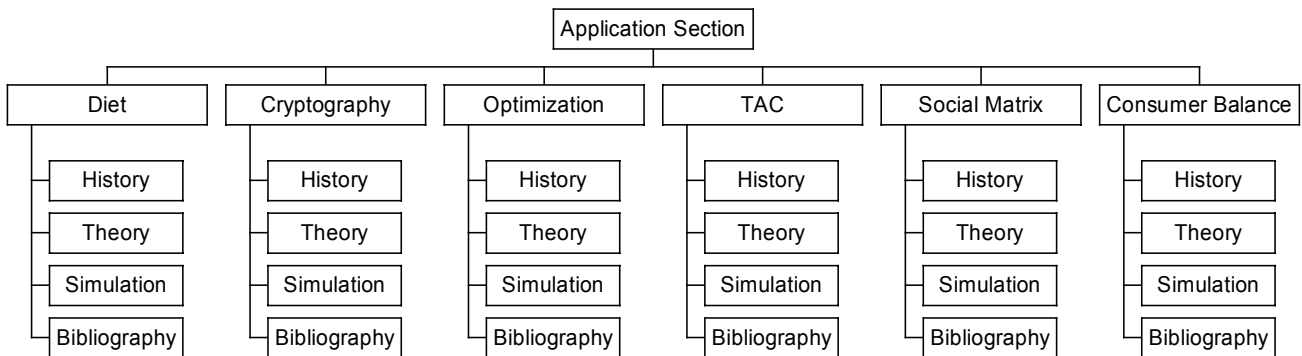 Application Section
Diet Cryptography Optimization TAC Social Matrix Consumer Balance
History History History History History History
Theory Theory Theory Theory Theory Theory
Simulation Simulation Simulation Simulation Simulation Simulation
Bibliography Bibliography Bibliography Bibliography Bibliography Bibliography